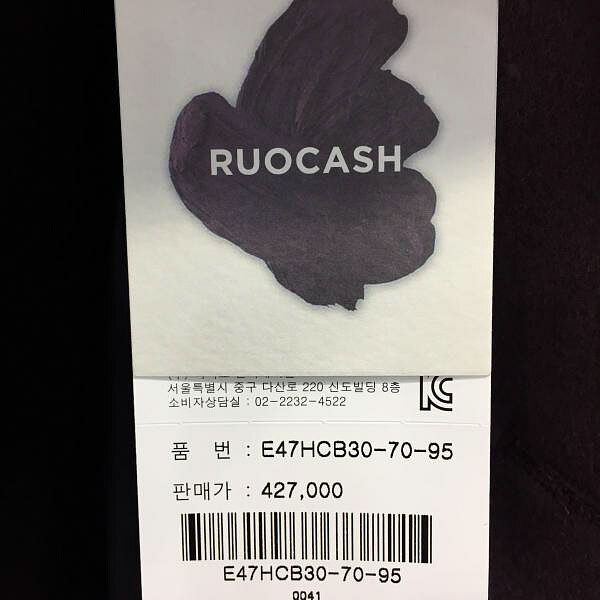 RUOCASH
서울특별시 중구 다산로 220 신도빌딩 8층
소비자상담실 : 02-2232-4522
품 번 : E47HCB30-70-95
판매가 : 427,000
E47HCB30-70-95
0041